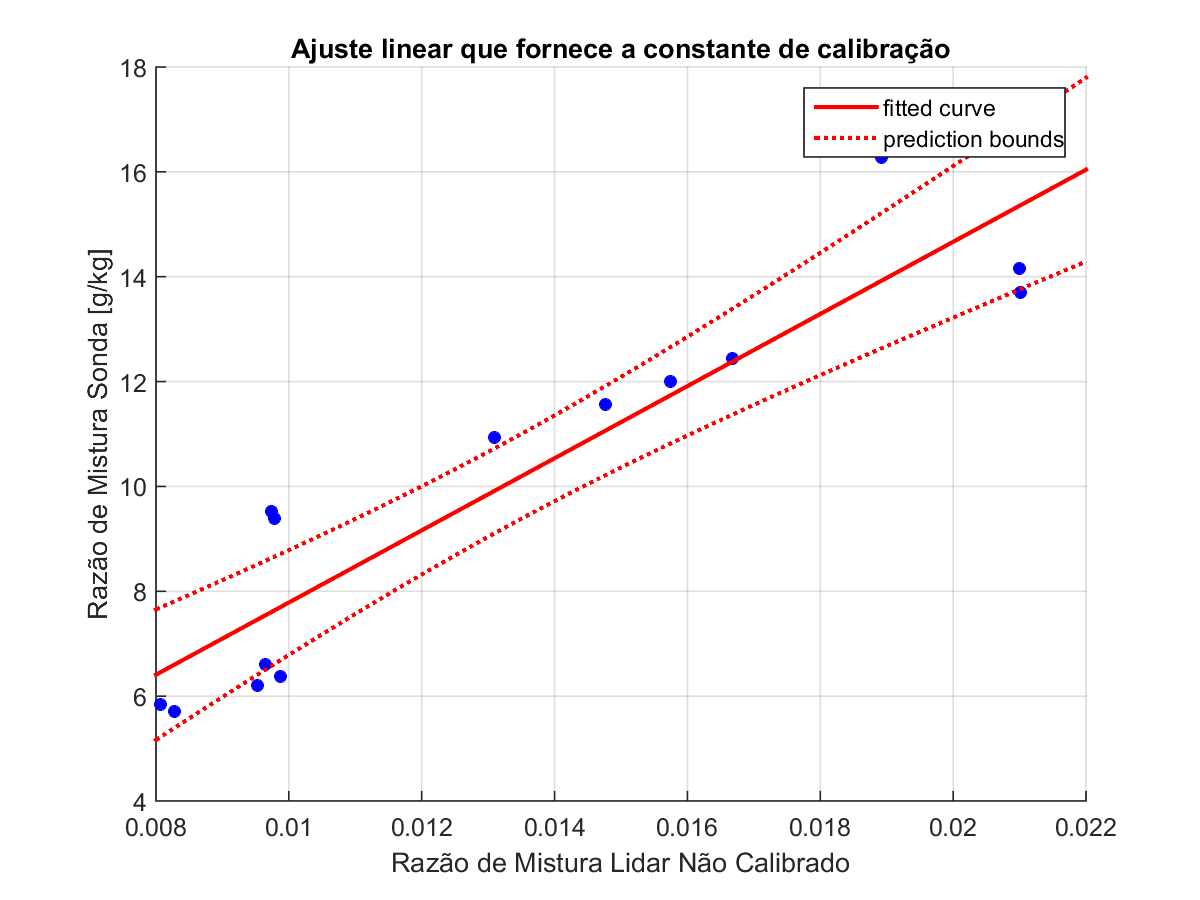 Ajuste linear que fornece a constante de calibração
fitted curve
prediction bounds
Razão de Mistura Sonda [g/kg]
18
16
14
12
10
8
6
4
0.008 0.01 0.012 0.014 0.016 0.018 0.02 0.022
Razão de Mistura Lidar Não Calibrado